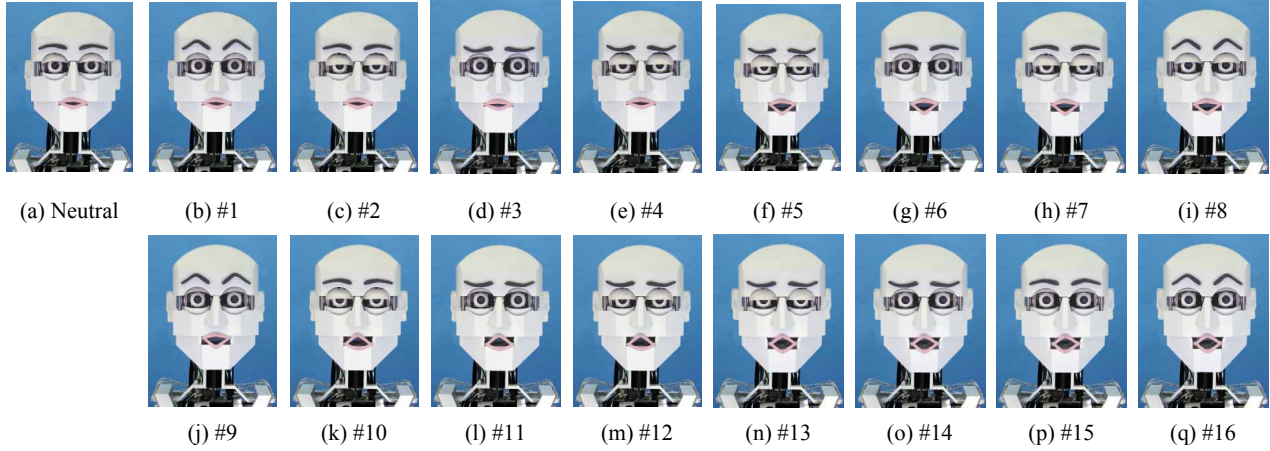 (a) Neutral (b) #1 (c) #2 (d) #3 (e) #4 (f) #5 (g) #6 (h) #7 (i) #8
(j) #9 (k) #10 (l) #11 (m) #12 (n) #13 (o) #14 (p) #15 (q) #16